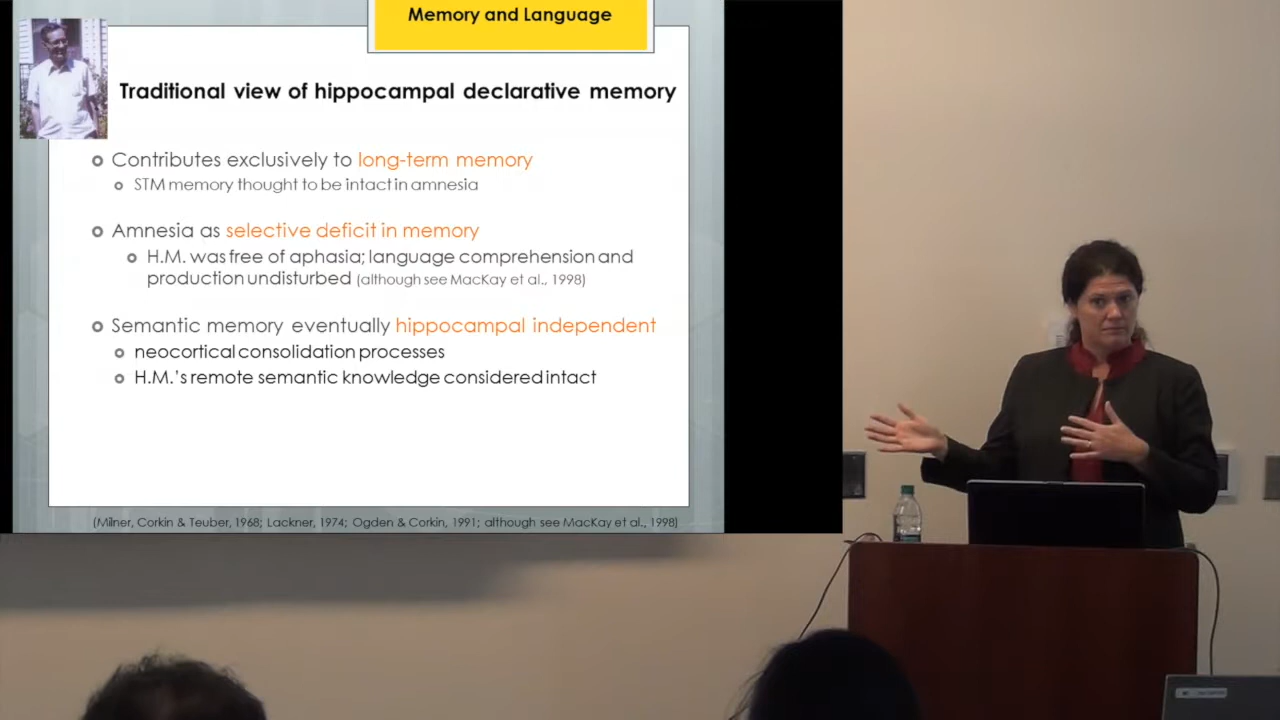 Memory and Language
Traditional view of hippocampal declarative memory
Contributes exclusively to long-term memory
STM memory thought to be intact in amnesia
Amnesia as selective deficit in memory
H.M. was free of aphasia; language comprehension and
production undisturbed (although see MacKay et al., 1998)
Semantic memory eventually hippocampal independent
neocortical consolidation processes
H.M.'s remote semantic knowledge considered intact
(Milner, Corkin & Teuber, 1968; Lackner, 1974; Ogden & Corkin, 1991; although see MacKay et al., 1998)